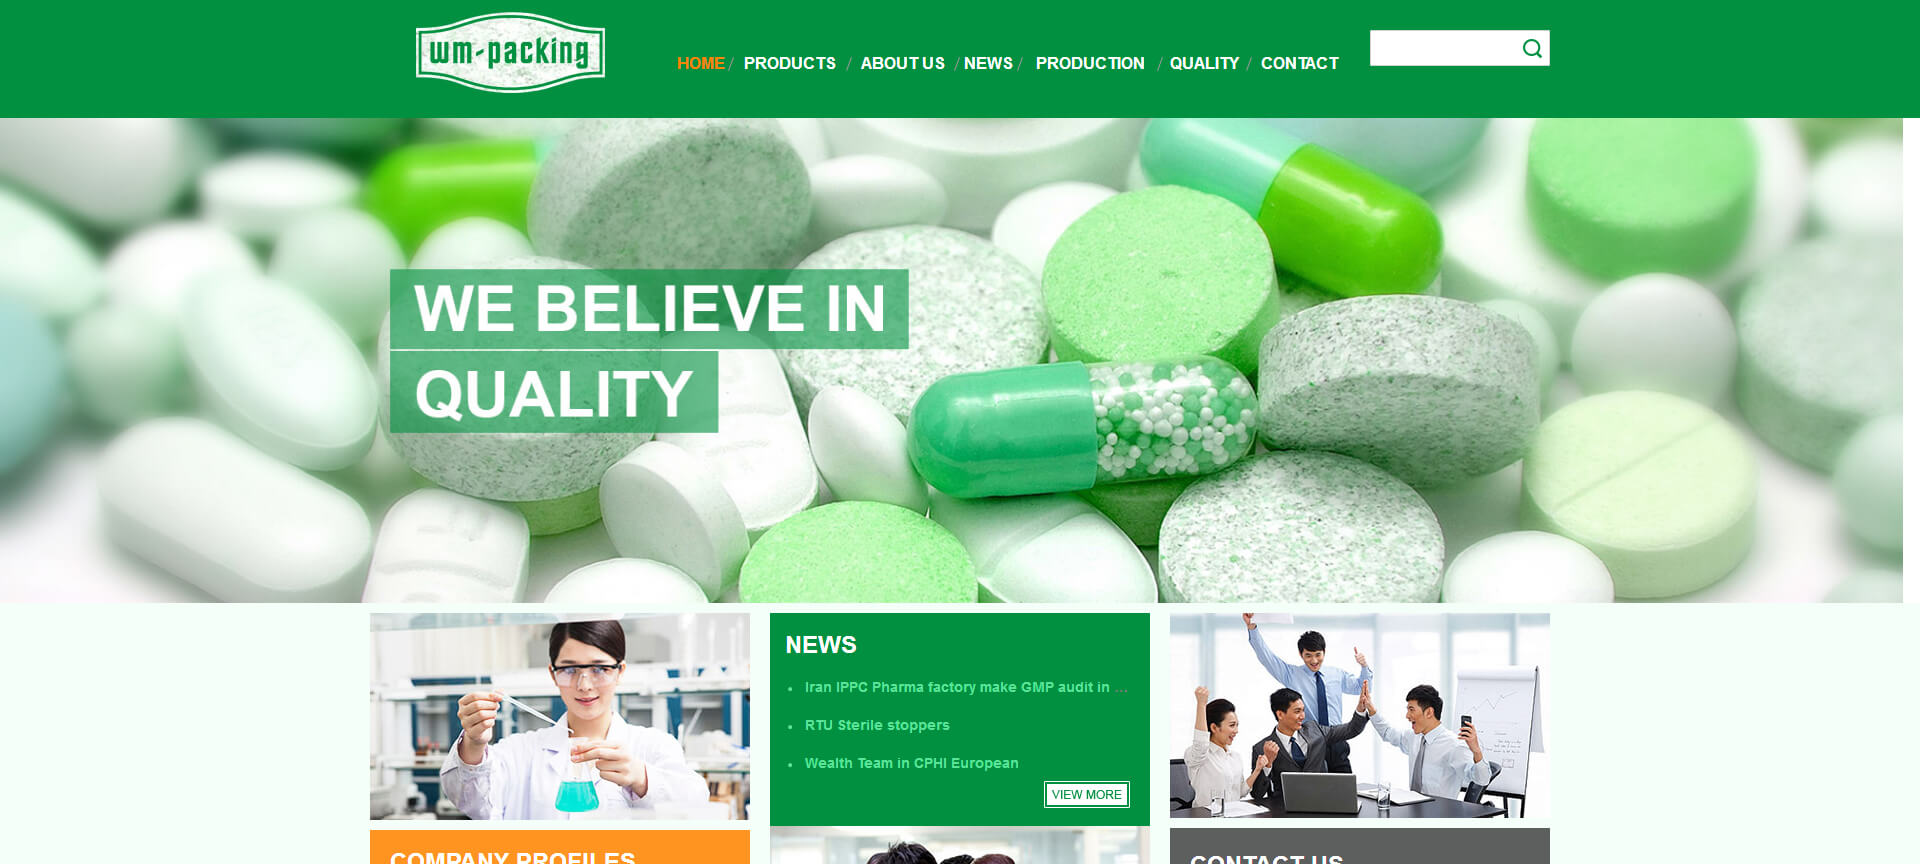 wm-packing
HOME / PRODUCTS / ABOUT US / NEWS / PRODUCTION / QUALITY / CONTACT
WE BELIEVE IN
QUALITY
NEWS
• Iran IPPC Pharma factory make GMP audit in ...
• RTU Sterile stoppers
• Wealth Team in CPHI European
VIEW MORE
COMPANY PROFILES
CONTACT US